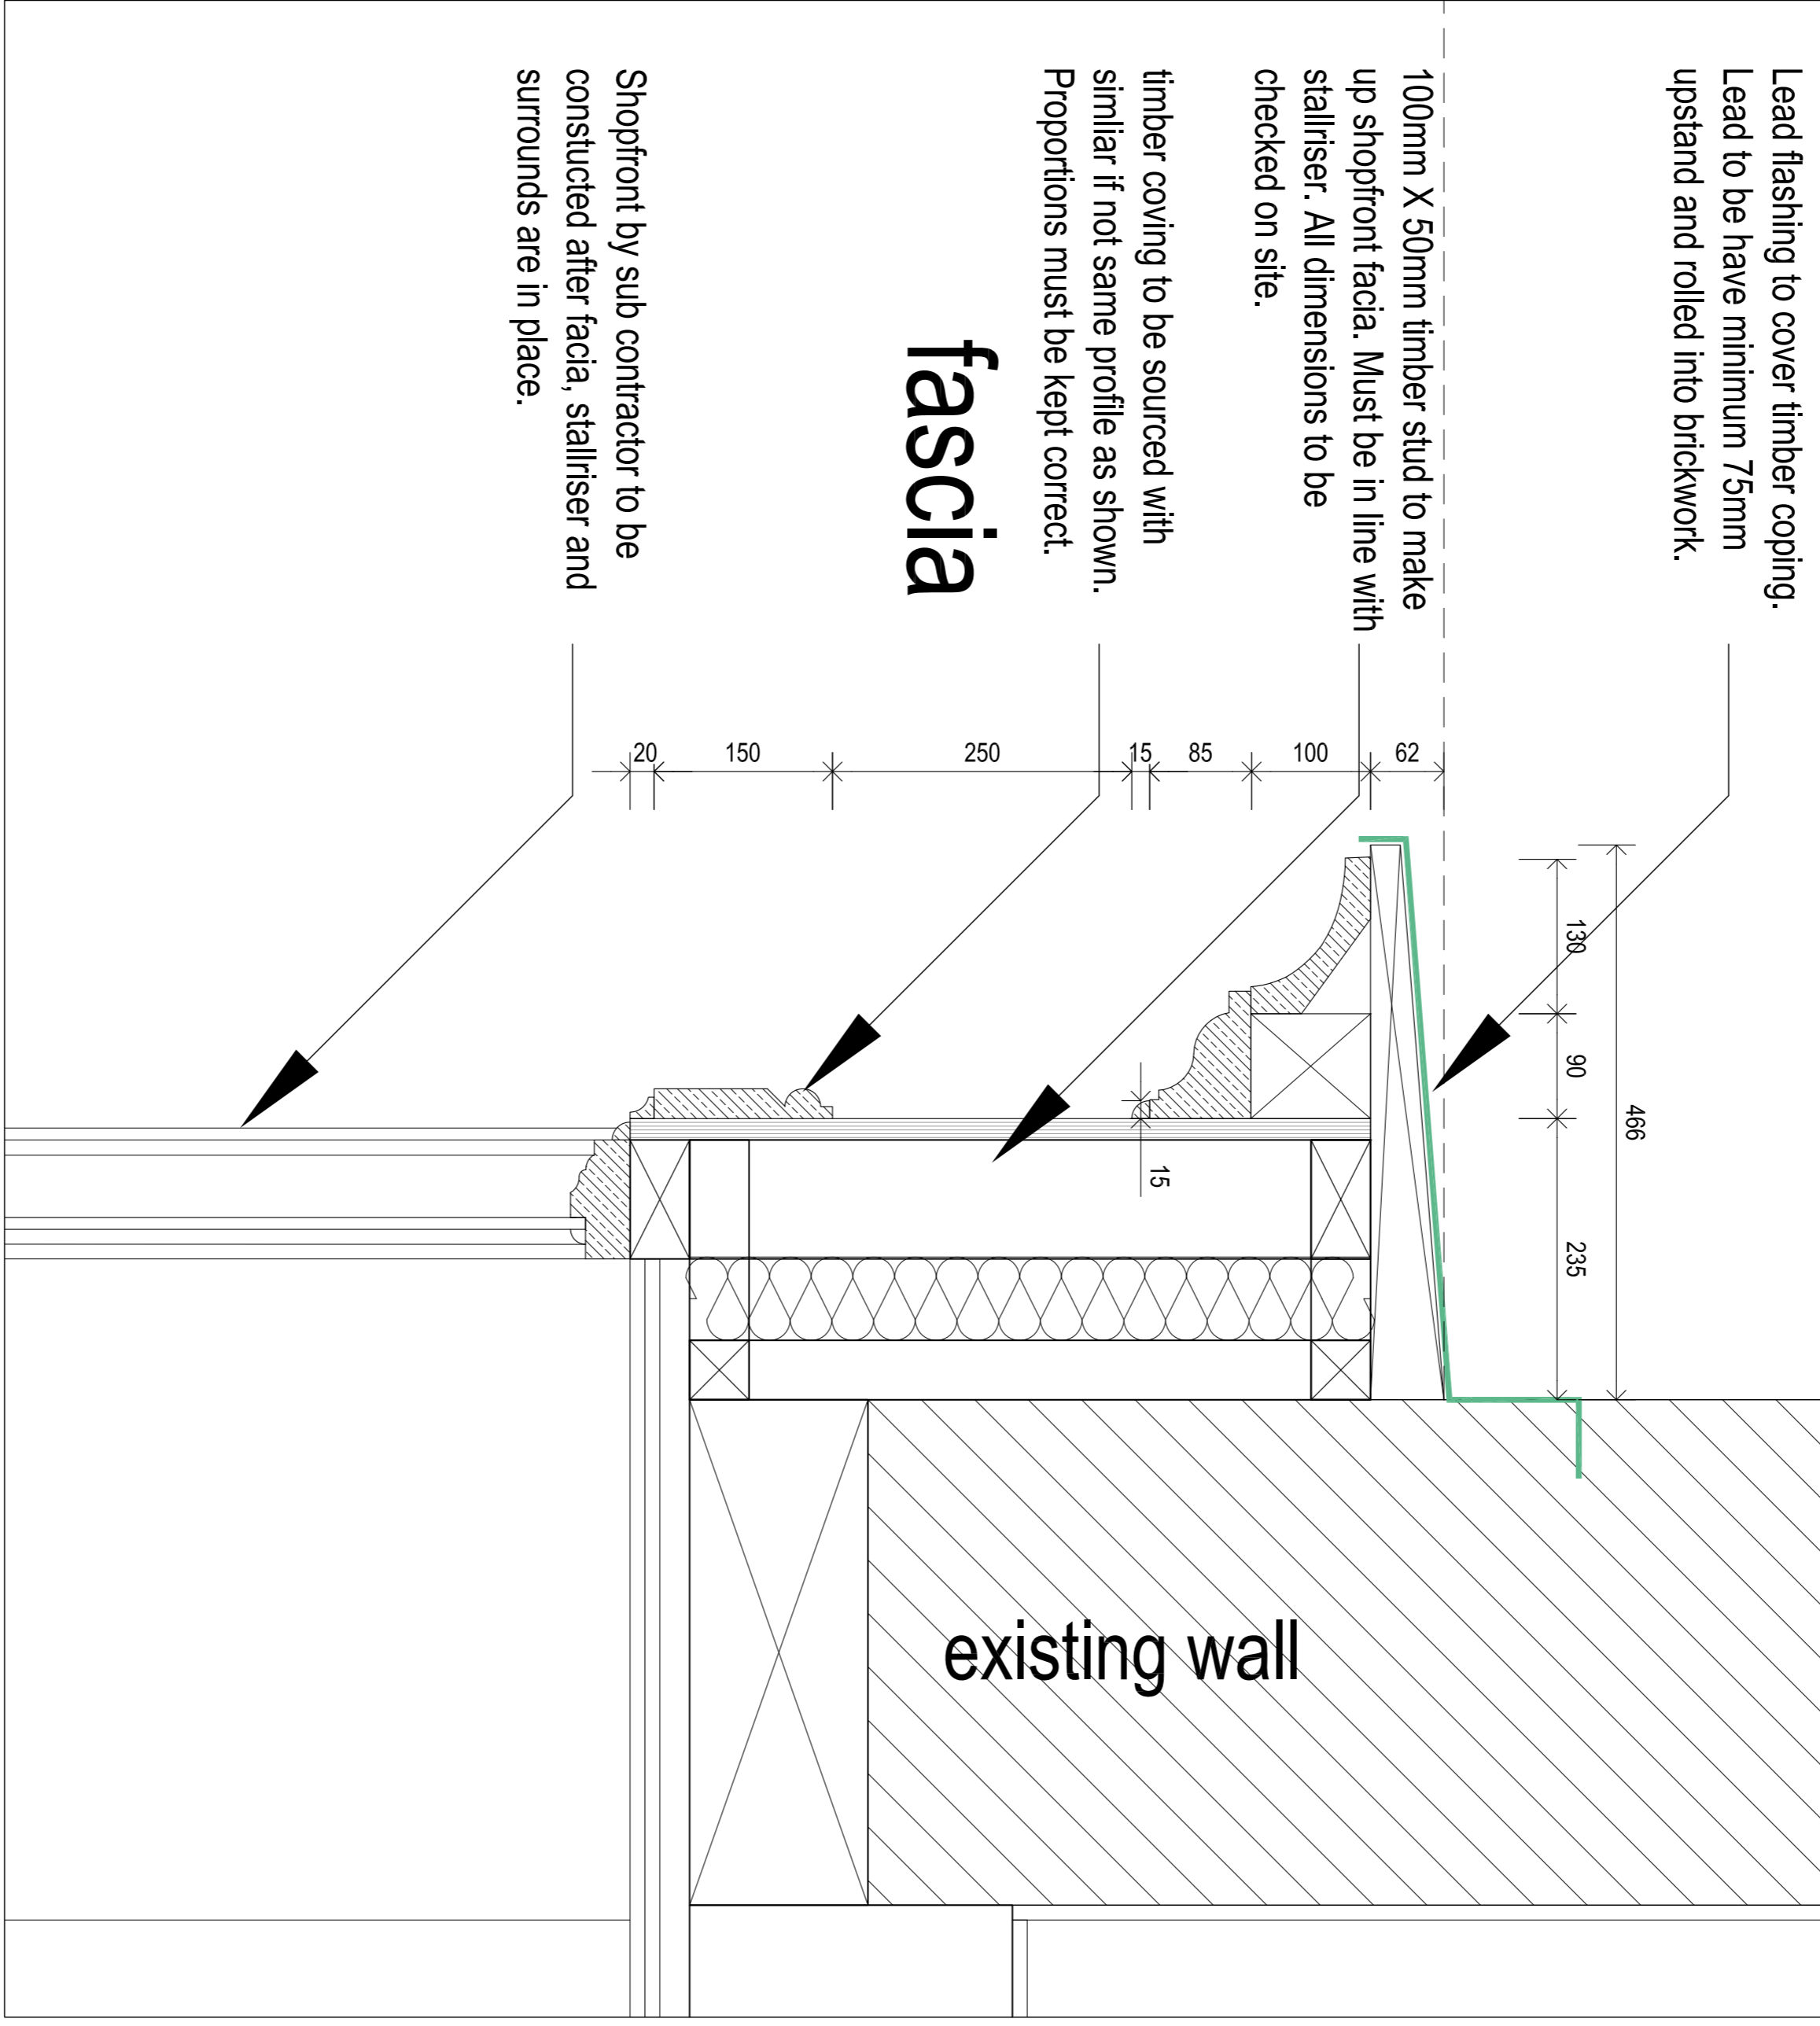 Lead flashing to cover timber coping.
Lead to be have minimum 75mm
upstand and rolled into brickwork.
100mm X 50mm timber stud to make
up shopfront facia. Must be in line with
stallriser. All dimensions to be
checked on site.
timber coving to be sourced with
simliar if not same profile as shown.
Proportions must be kept correct.
fascia
Shopfront by sub contractor to be
constucted after facia, stallriser and
surrounds are in place.
20
150
250
15
85
100
62
130
90
235
466
15
existing wall